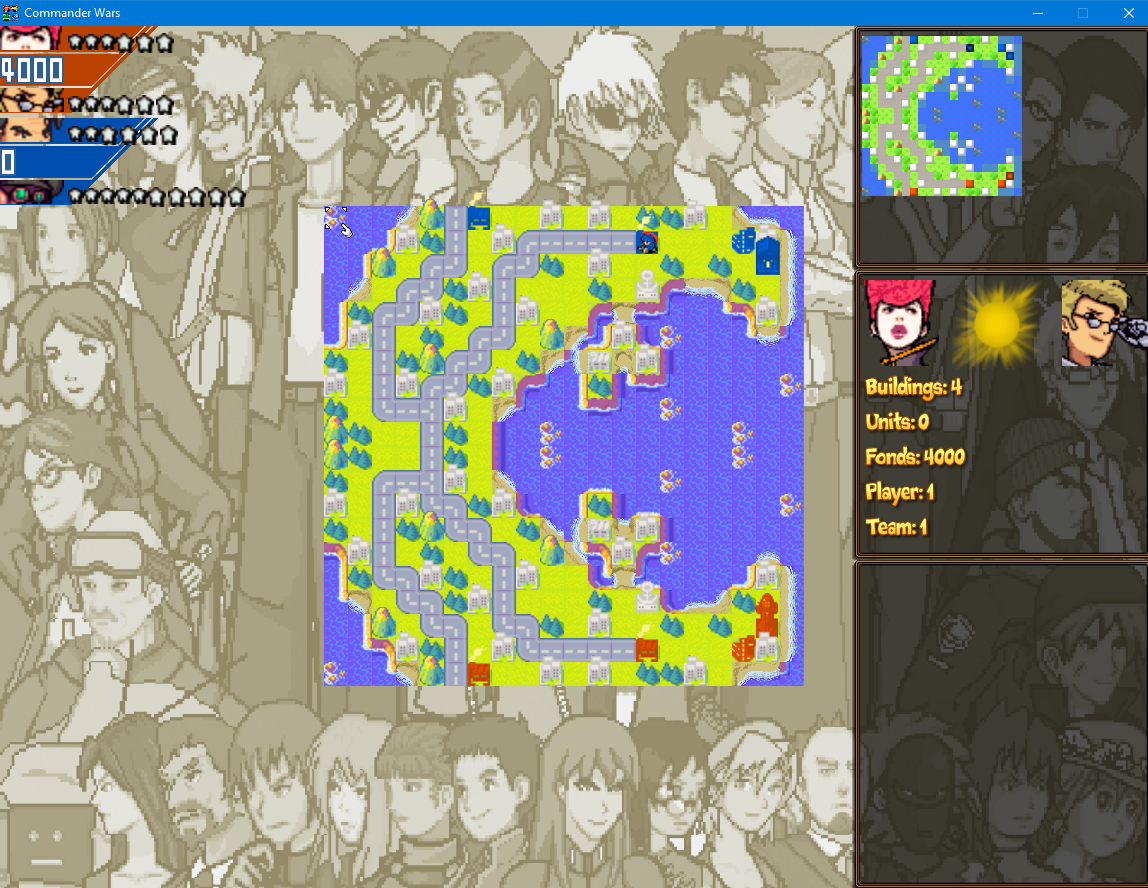 Commander Wars
4000
0
Buildings: 4
Units: 0
Fonds: 4000
Player: 1
Team: 1